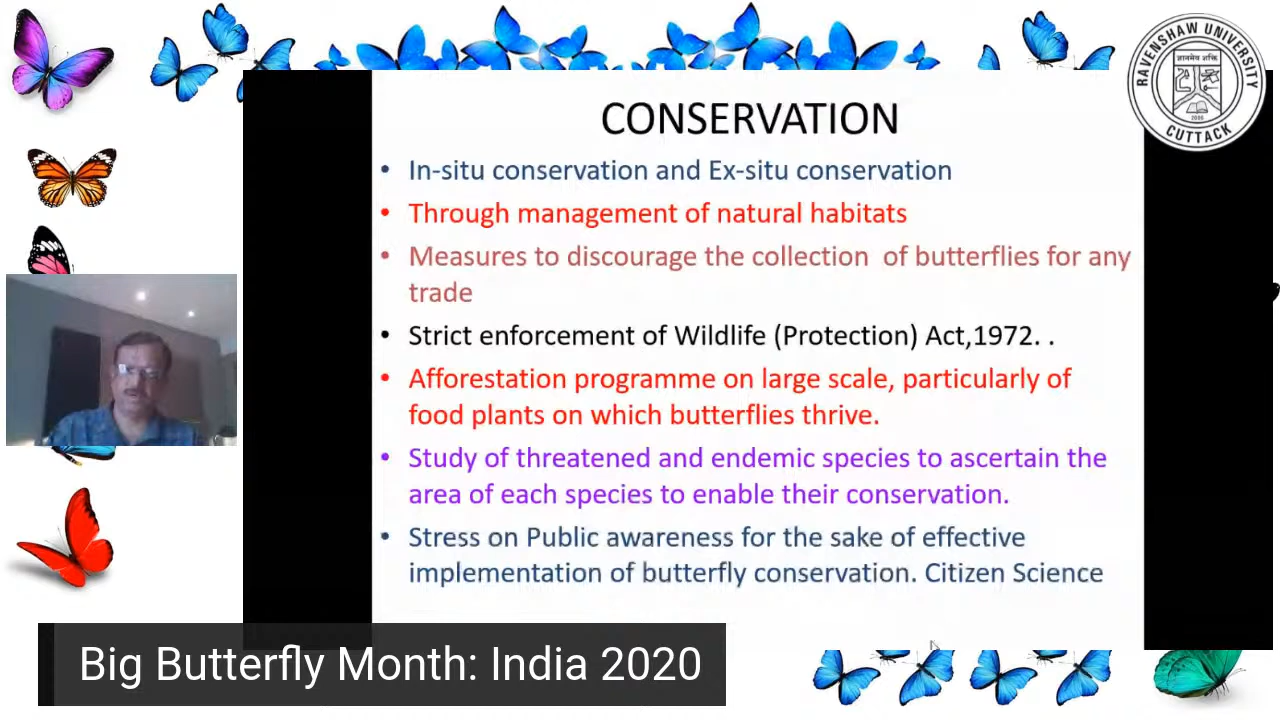 RAVENSHAW UNIVERSITY
ज्ञानमेव शक्ति
2006
CUTTACK
CONSERVATION
• In-situ conservation and Ex-situ conservation
• Through management of natural habitats
• Measures to discourage the collection of butterflies for any
trade
• Strict enforcement of Wildlife (Protection) Act,1972. .
• Afforestation programme on large scale, particularly of
food plants on which butterflies thrive.
• Study of threatened and endemic species to ascertain the
area of each species to enable their conservation.
• Stress on Public awareness for the sake of effective
implementation of butterfly conservation. Citizen Science
Big Butterfly Month: India 2020